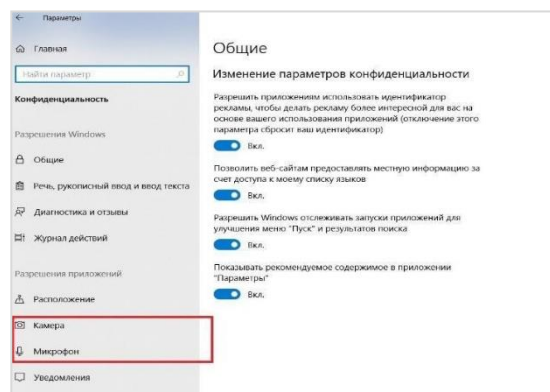 Параметры
Главная
Найти параметр
Конфиденциальность
Разрешения Windows
Общие
Речь, рукописный ввод и ввод текста
Диагностика и отзывы
Журнал действий
Разрешения приложений
Расположение
Камера
Микрофон
Уведомления
Общие
Изменение параметров конфиденциальности
Разрешить приложениям использовать идентификатор
рекламы, чтобы делать рекламу более интересной для вас на
основе вашего использования приложений (отключение этого
параметра сбросит ваш идентификатор)
Вкл.
Позволить веб-сайтам предоставлять местную информацию за
счет доступа к моему списку языков
Вкл.
Разрешить Windows отслеживать запуски приложений для
улучшения меню "Пуск" и результатов поиска
Вкл.
Показывать рекомендуемое содержимое в приложении
"Параметры"
Вкл.